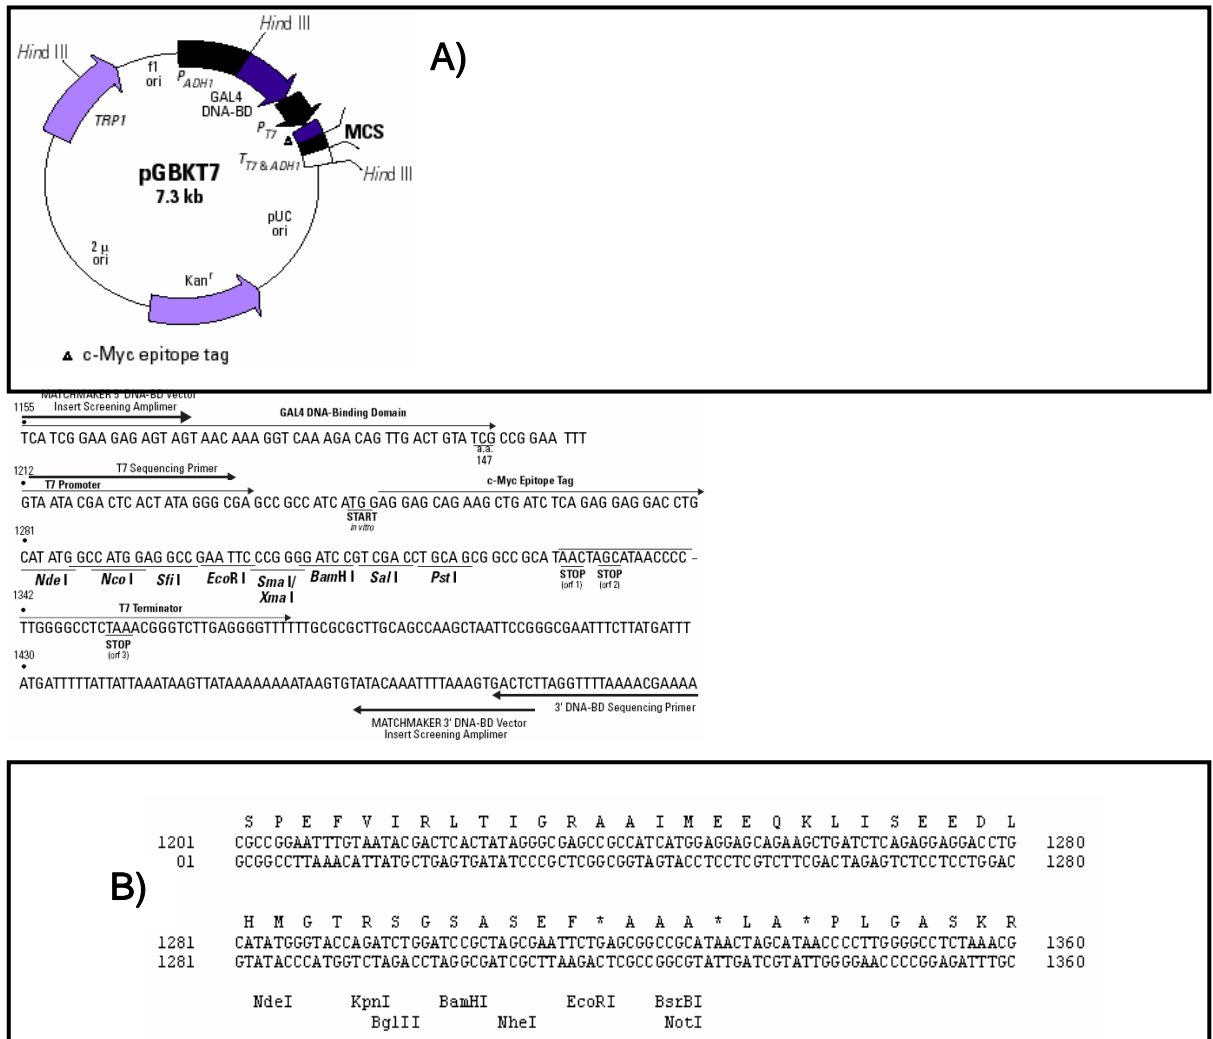 Hind III
Hind III
A)
f1
ori
P ADH1
GAL4
DNA-BD
TRP1
P T7
MCS
T T7 & ADH1
Hind III
pGBKT7
7.3 kb
pUC
ori
2 µ
ori
Kan r
c-Myc epitope tag
MATCHMAKER 5' DNA-BD Vector
Insert Screening Amplimer
1155
GAL4 DNA-Binding Domain
TCA TCG GAA GAG AGT AGT AAC AAA GGT CAA AGA CAG TTG ACT GTA TCG CCG GAA TTT
a.a.
147
1212
T7 Sequencing Primer
T7 Promoter
c-Myc Epitope Tag
GTA ATA CGA CTC ACT ATA GGG CGA GCC GCC ATC ATG GAG GAG CAG AAG CTG ATC TCA GAG GAG GAC CTG
START
in vitro
1281
CAT ATG GCC ATG GAG GCC GAA TTC CCG GGG ATC CGT CGA CCT GCA GCG GCC GCA TAACTAGCATAACCCC -
Nde I Nco I Sfi I EcoR I Sma I/ BamH I Sal I Pst I STOP STOP
Xma I (orf 1) (orf 2)
1342
T7 Terminator
TTGGGGCCTCTAAACGGGTCTTGAGGGGTTTTTTGCGCGCTTGCAGCCAAGCTAATTCCGGGCGAATTTCTTATGATTT
STOP
(orf 3)
1430
ATGATTTTTATTATTAAATAAGTTATAAAAAAAATAAGTGTATACAAATTTTAAAGTGACTCTTAGGTTTTAAAACGAAAA
3' DNA-BD Sequencing Primer
MATCHMAKER 3' DNA-BD Vector
Insert Screening Amplimer
B)
S P E F V I R L T I G R A A I M E E Q K L I S E E D L
1201 CGCCGGAATTTGTAATACGACTCACTATAGGGCGAGCCGCCATCATGGAGGAGCAGAAGCTGATCTCAGAGGAGGACCTG 1280
01 GCGGCCTTAAACATTATGCTGAGTGATATCCCGCTCGGCGGTAGTACCTCCTCGTCTTCGACTAGAGTCTCCTCCTGGAC 1280
H M G T R S G S A S E F * A A A * L A * P L G A S K R
1281 CATATGGGTACCAGATCTGGATCCGCTAGCGAATTCTGAGCGGCCGCATAACTAGCATAACCCCTTGGGGCCTCTAAACG 1360
1281 GTATACCCATGGTCTAGACCTAGGCGATCGCTTAAGACTCGCCGGCGTATTGATCGTATTGGGGAACCCCGGAGATTTGC 1360
NdeI KpnI BamHI EcoRI BsrBI
BglII NheI NotI